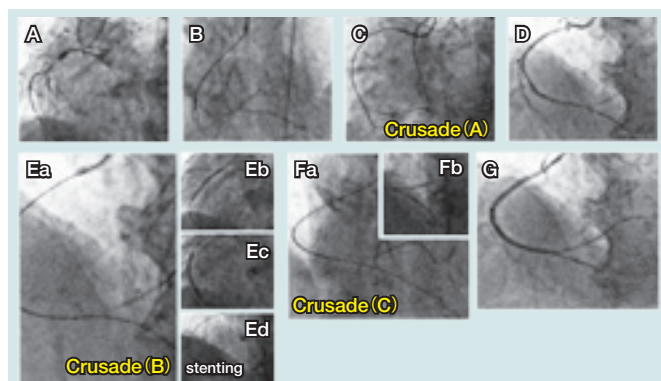 A
B
C
Crusade(A)
D
Ea
Crusade(B)
Eb
Ec
Ed
stenting
Fa
Fb
Crusade(C)
G